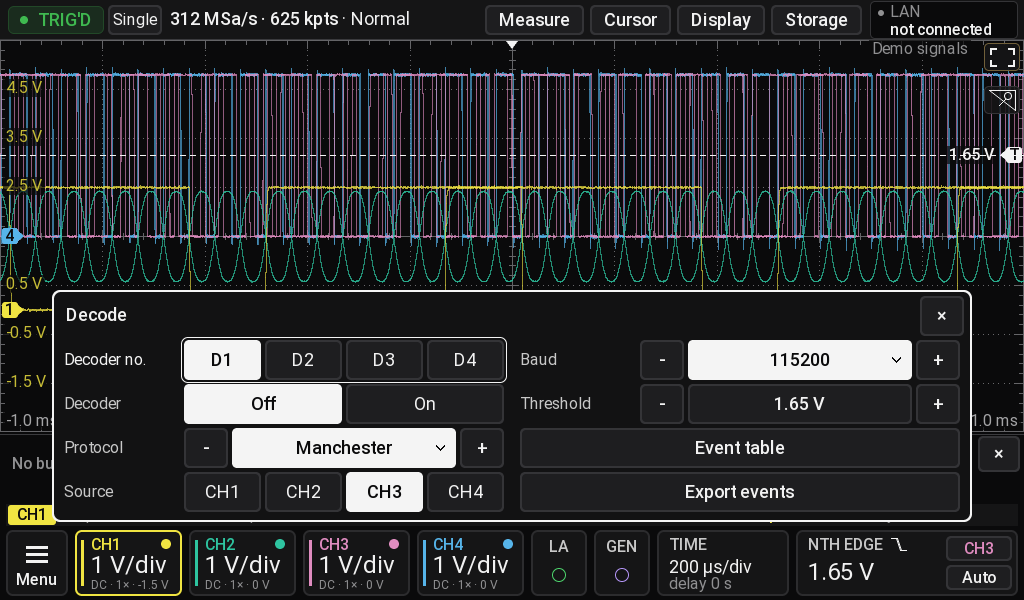 TRIG'D Single 312 MSa/s · 625 kpts · Normal Measure Cursor Display Storage LAN
not connected
Demo signals
4.5 V
3.5 V
1.65 V T
2.5 V
4
0.5 V
1
-0.5 V
-1.5 V
-1.0 ms 1.0 ms
Decode ×
Decoder no. D1 D2 D3 D4 Baud - 115200 +
Decoder Off On Threshold - 1.65 V +
Protocol - Manchester + Event table
Source CH1 CH2 CH3 CH4 Export events
No bu ×
CH1
Menu
CH1
1 V/div
DC · 1× · -1.5 V
CH2
1 V/div
DC · 1× · 0 V
CH3
1 V/div
DC · 1× · 0 V
CH4
1 V/div
DC · 1× · 0 V
LA
GEN
TIME
200 µs/div
delay 0 s
NTH EDGE CH3
1.65 V Auto